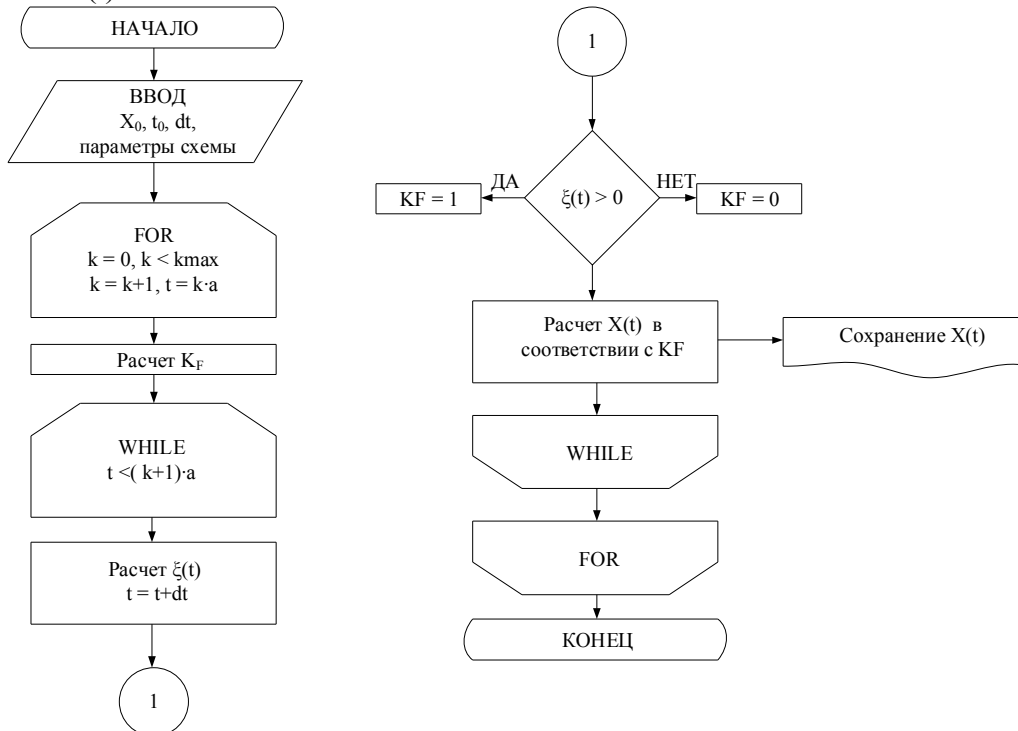 НАЧАЛО
ВВОД
X₀, t₀, dt,
параметры схемы
FOR
k = 0, k < kmax
k = k+1, t = k·a
Расчет K_F
WHILE
t <( k+1)·a
Расчет ξ(t)
t = t+dt
1
1
ДА
НЕТ
KF = 1
ξ(t) > 0
KF = 0
Расчет X(t) в
соответствии с KF
Сохранение X(t)
WHILE
FOR
КОНЕЦ